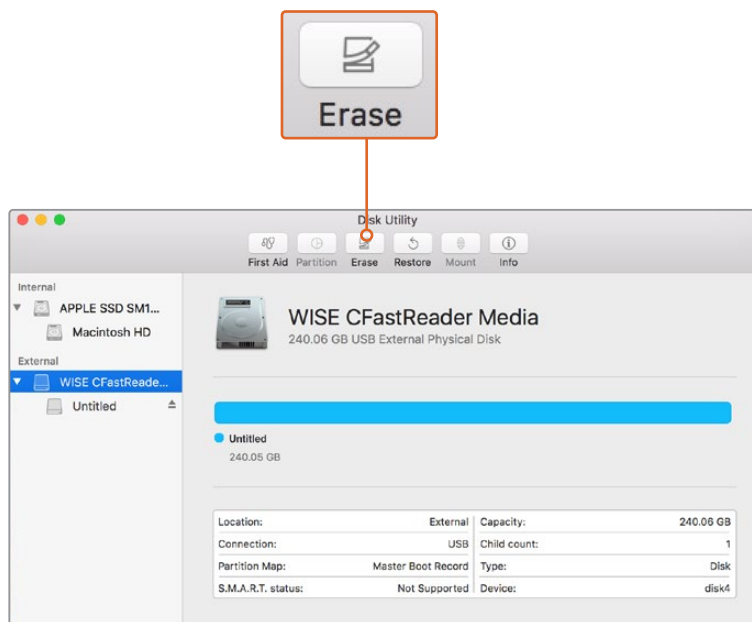 Erase
Disk Utility
First Aid Partition Erase Restore Mount Info
Internal
APPLE SSD SM1...
Macintosh HD
External
WISE CFastReade...
Untitled
WISE CFastReader Media
240.06 GB USB External Physical Disk
Untitled
240.05 GB
Location: External Capacity: 240.06 GB
Connection: USB Child count: 1
Partition Map: Master Boot Record Type: Disk
S.M.A.R.T. status: Not Supported Device: disk4